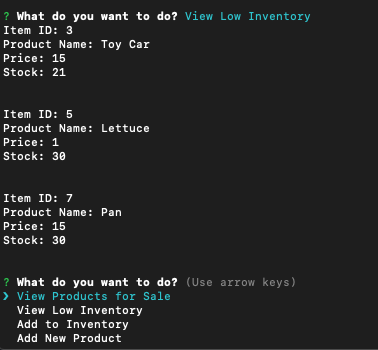 ? What do you want to do? View Low Inventory
Item ID: 3
Product Name: Toy Car
Price: 15
Stock: 21
Item ID: 5
Product Name: Lettuce
Price: 1
Stock: 30
Item ID: 7
Product Name: Pan
Price: 15
Stock: 30
? What do you want to do? (Use arrow keys)
❯ View Products for Sale
View Low Inventory
Add to Inventory
Add New Product